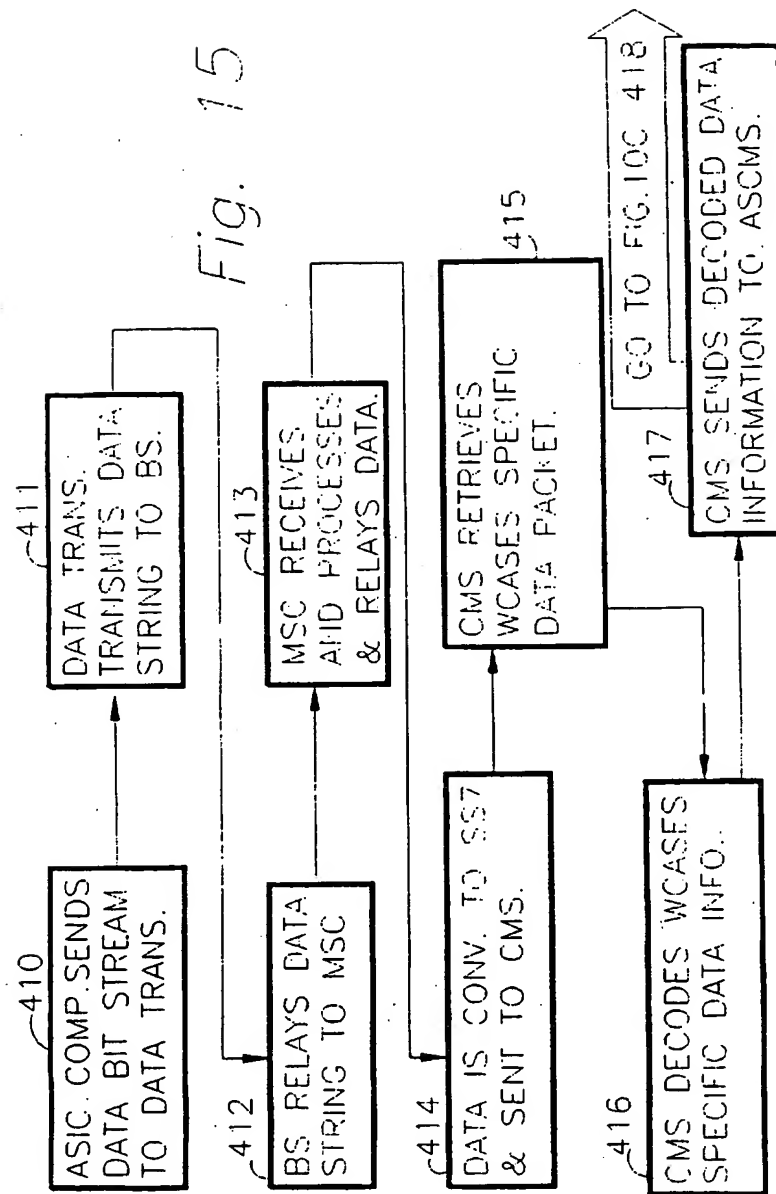 Fig. 15
410
ASIC. COMP. SENDS
DATA BIT STREAM
TO DATA TRANS.
411
DATA TRANS.
TRANSMITS DATA
STRING TO BS.
412
BS RELAYS DATA
STRING TO MSC
413
MSC RECEIVES
AND PROCESSES
& RELAYS DATA.
414
DATA IS CONV. TO SS7
& SENT TO CMS.
415
CMS RETRIEVES
WCASES SPECIFIC
DATA PACKET.
416
CMS DECODES WCASES
SPECIFIC DATA INFO.
417
CMS SENDS DECODED DATA
INFORMATION TO ASCMS.
GO TO FIG.10C 418